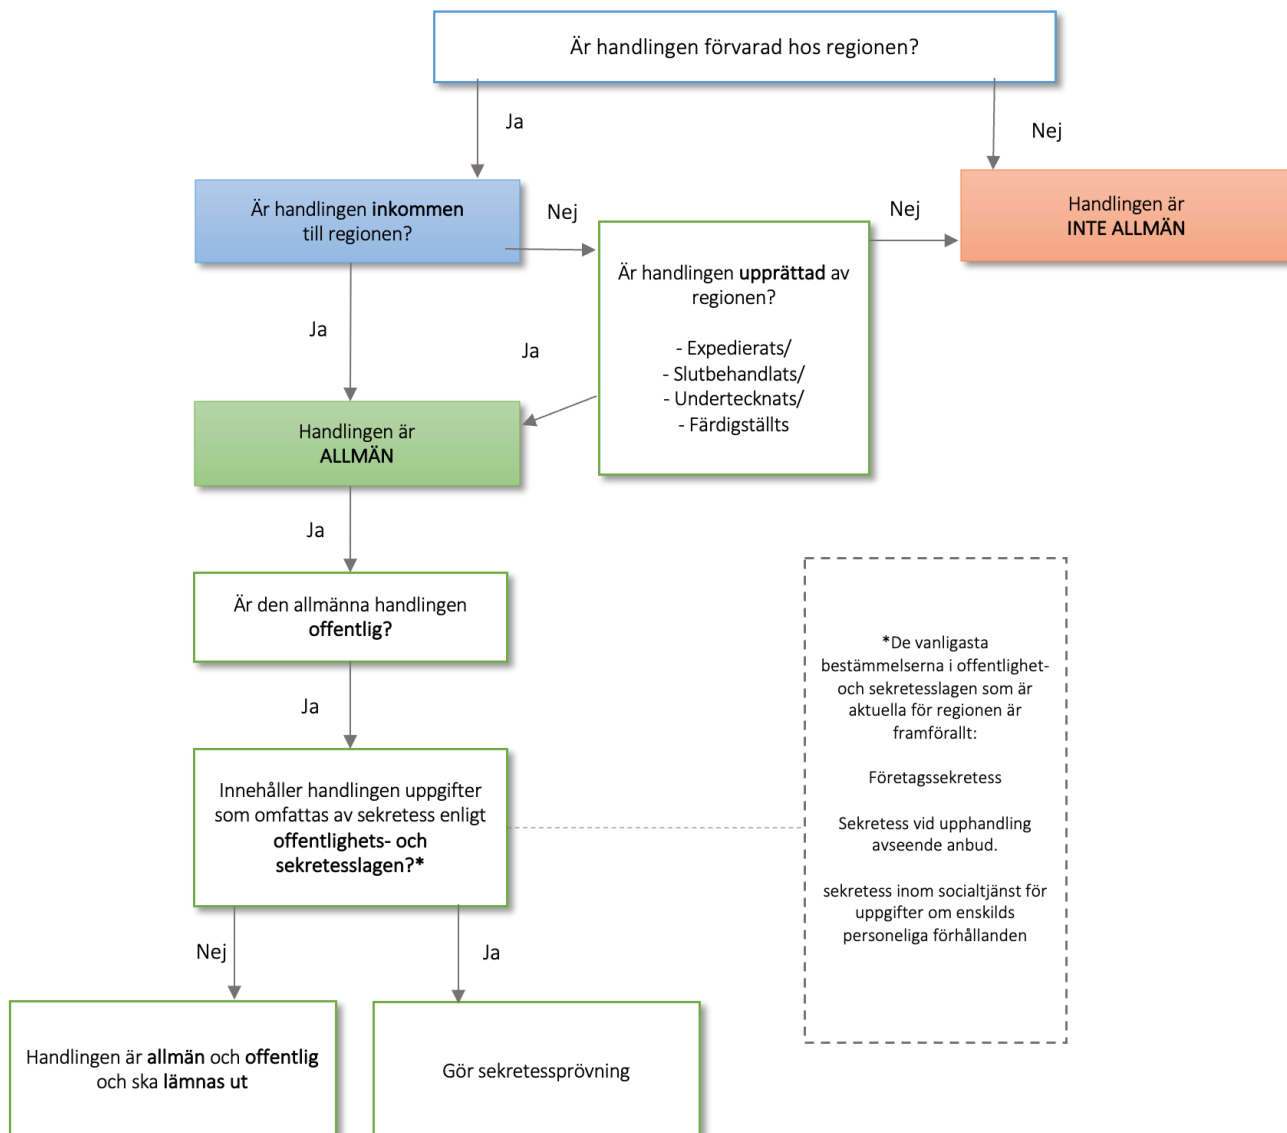 Är handlingen förvarad hos regionen?
Ja
Nej
Är handlingen inkommen
till regionen?
Nej
Nej
Handlingen är
INTE ALLMÄN
Är handlingen upprättad av
regionen?
- Expedierats/
- Slutbehandlats/
- Undertecknats/
- Färdigställts
Ja
Ja
Handlingen är
ALLMÄN
Ja
Är den allmänna handlingen
offentlig?
Ja
Innehåller handlingen uppgifter
som omfattas av sekretess enligt
offentlighets- och
sekretesslagen?*
*De vanligasta
bestämmelserna i offentlighet-
och sekretesslagen som är
aktuella för regionen är
framförallt:
Företagssekretess
Sekretess vid upphandling
avseende anbud.
sekretess inom socialtjänst för
uppgifter om enskilds
personeliga förhållanden
Nej
Ja
Handlingen är allmän och offentlig
och ska lämnas ut
Gör sekretessprövning